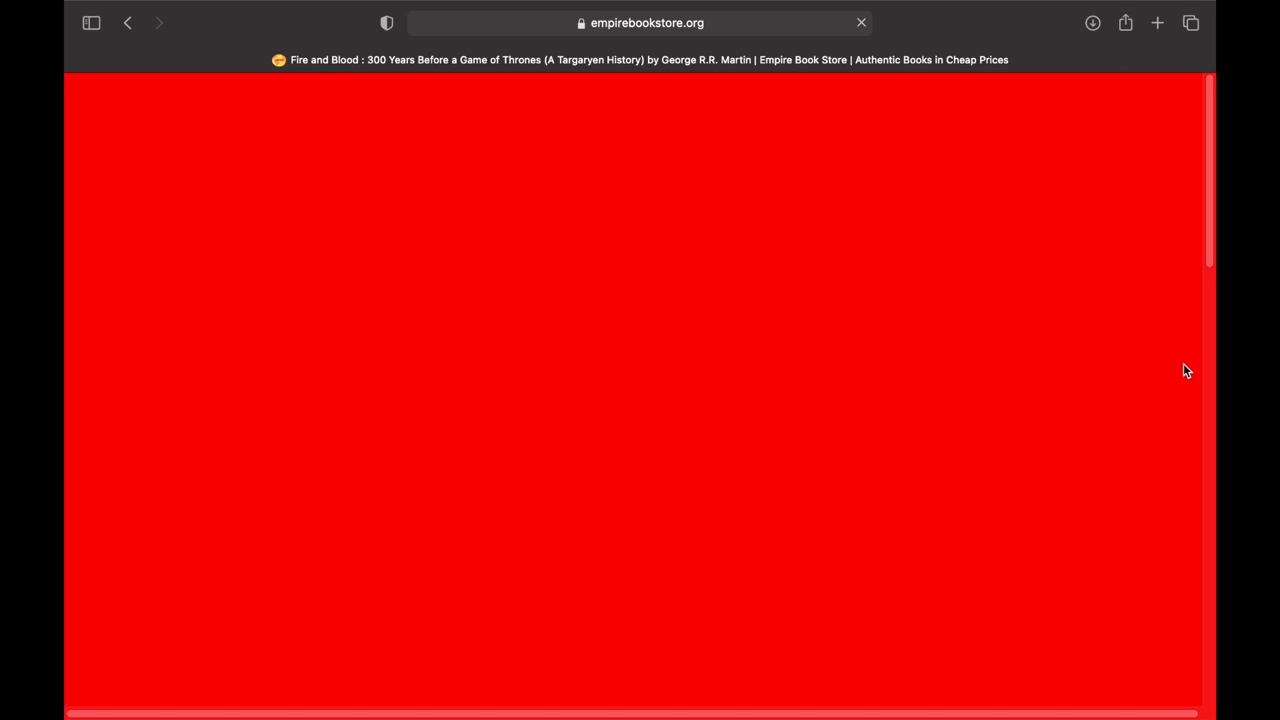 empirebookstore.org
Fire and Blood : 300 Years Before a Game of Thrones (A Targaryen History) by George R.R. Martin | Empire Book Store | Authentic Books in Cheap Prices